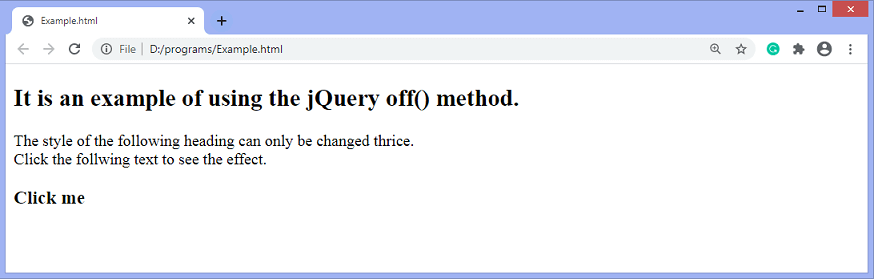 Example.html
File
D:/programs/Example.html
It is an example of using the jQuery off() method.
The style of the following heading can only be changed thrice.
Click the follwing text to see the effect.
Click me